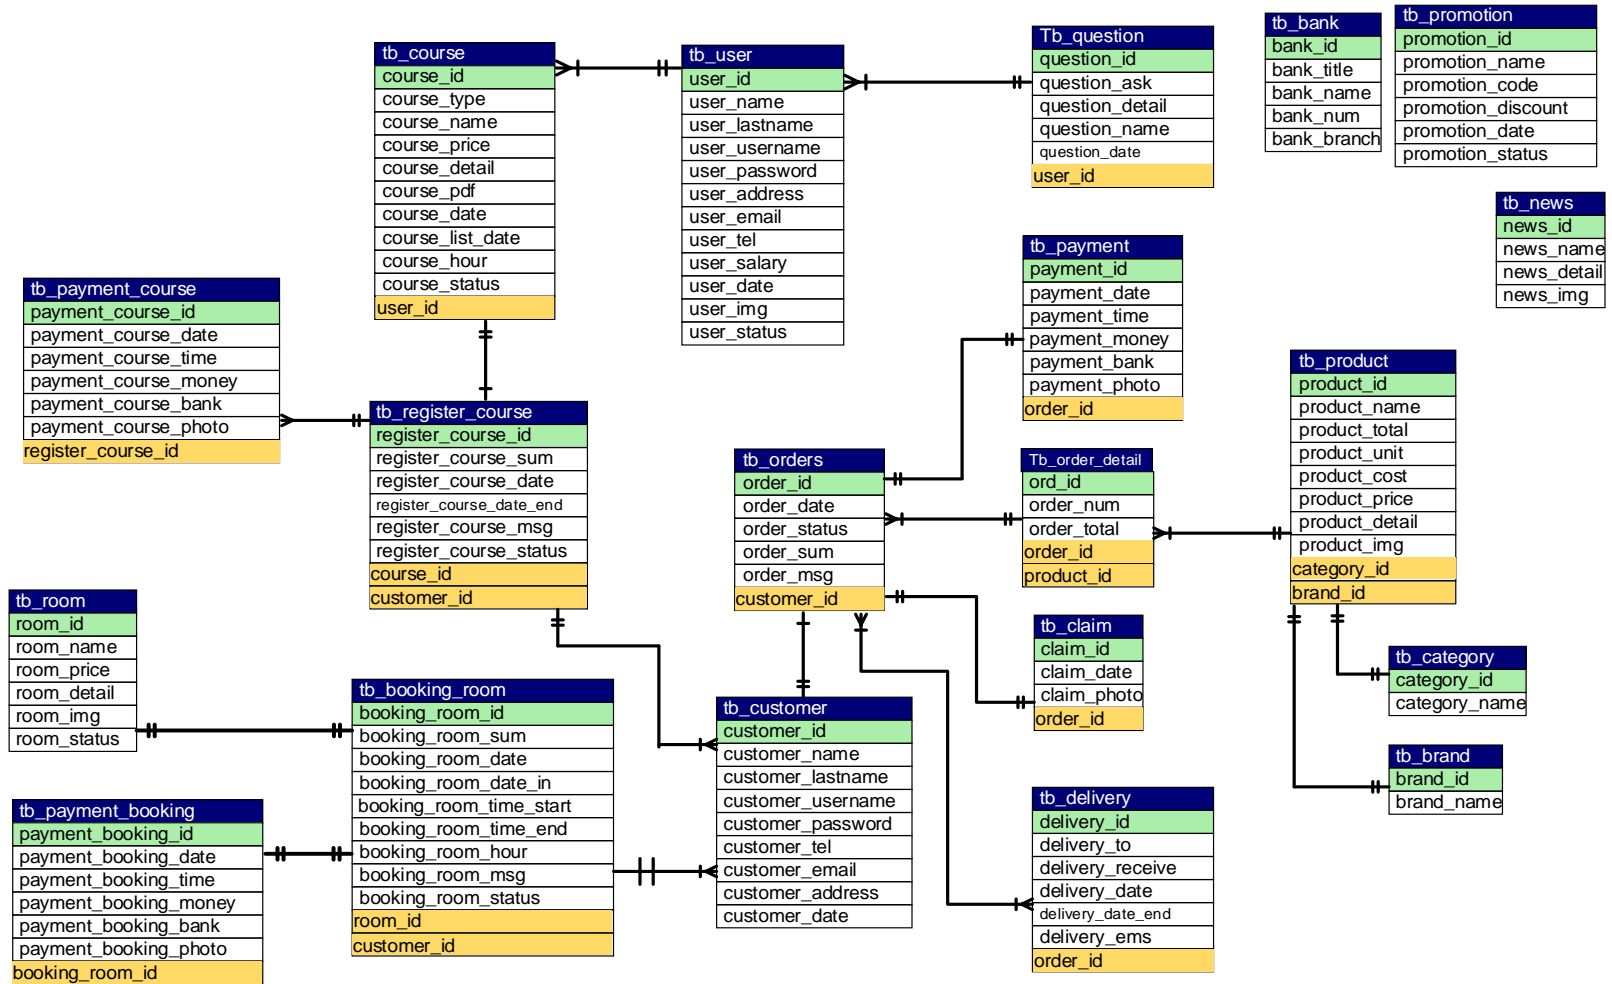 tb_course
course_id
course_type
course_name
course_price
course_detail
course_pdf
course_date
course_list_date
course_hour
course_status
user_id
tb_user
user_id
user_name
user_lastname
user_username
user_password
user_address
user_email
user_tel
user_salary
user_date
user_img
user_status
Tb_question
question_id
question_ask
question_detail
question_name
question_date
user_id
tb_bank
bank_id
bank_title
bank_name
bank_num
bank_branch
tb_promotion
promotion_id
promotion_name
promotion_code
promotion_discount
promotion_date
promotion_status
tb_news
news_id
news_name
news_detail
news_img
tb_payment_course
payment_course_id
payment_course_date
payment_course_time
payment_course_money
payment_course_bank
payment_course_photo
register_course_id
tb_register_course
register_course_id
register_course_sum
register_course_date
register_course_date_end
register_course_msg
register_course_status
course_id
customer_id
tb_payment
payment_id
payment_date
payment_time
payment_money
payment_bank
payment_photo
order_id
tb_orders
order_id
order_date
order_status
order_sum
order_msg
customer_id
Tb_order_detail
ord_id
order_num
order_total
order_id
product_id
tb_product
product_id
product_name
product_total
product_unit
product_cost
product_price
product_detail
product_img
category_id
brand_id
tb_room
room_id
room_name
room_price
room_detail
room_img
room_status
tb_booking_room
booking_room_id
booking_room_sum
booking_room_date
booking_room_date_in
booking_room_time_start
booking_room_time_end
booking_room_hour
booking_room_msg
booking_room_status
room_id
customer_id
tb_customer
customer_id
customer_name
customer_lastname
customer_username
customer_password
customer_tel
customer_email
customer_address
customer_date
tb_claim
claim_id
claim_date
claim_photo
order_id
tb_category
category_id
category_name
tb_brand
brand_id
brand_name
tb_payment_booking
payment_booking_id
payment_booking_date
payment_booking_time
payment_booking_money
payment_booking_bank
payment_booking_photo
booking_room_id
tb_delivery
delivery_id
delivery_to
delivery_receive
delivery_date
delivery_date_end
delivery_ems
order_id